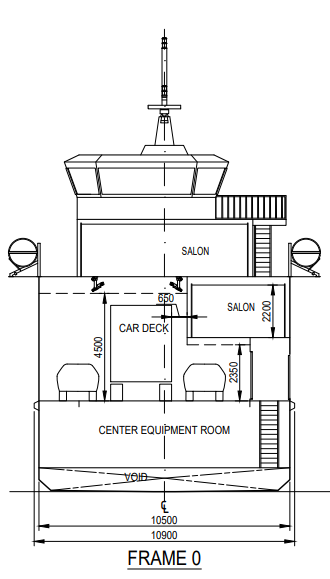 SALON
650
SALON
2200
CAR DECK
4500
2350
CENTER EQUIPMENT ROOM
VOID
CL
10500
10900
FRAME 0